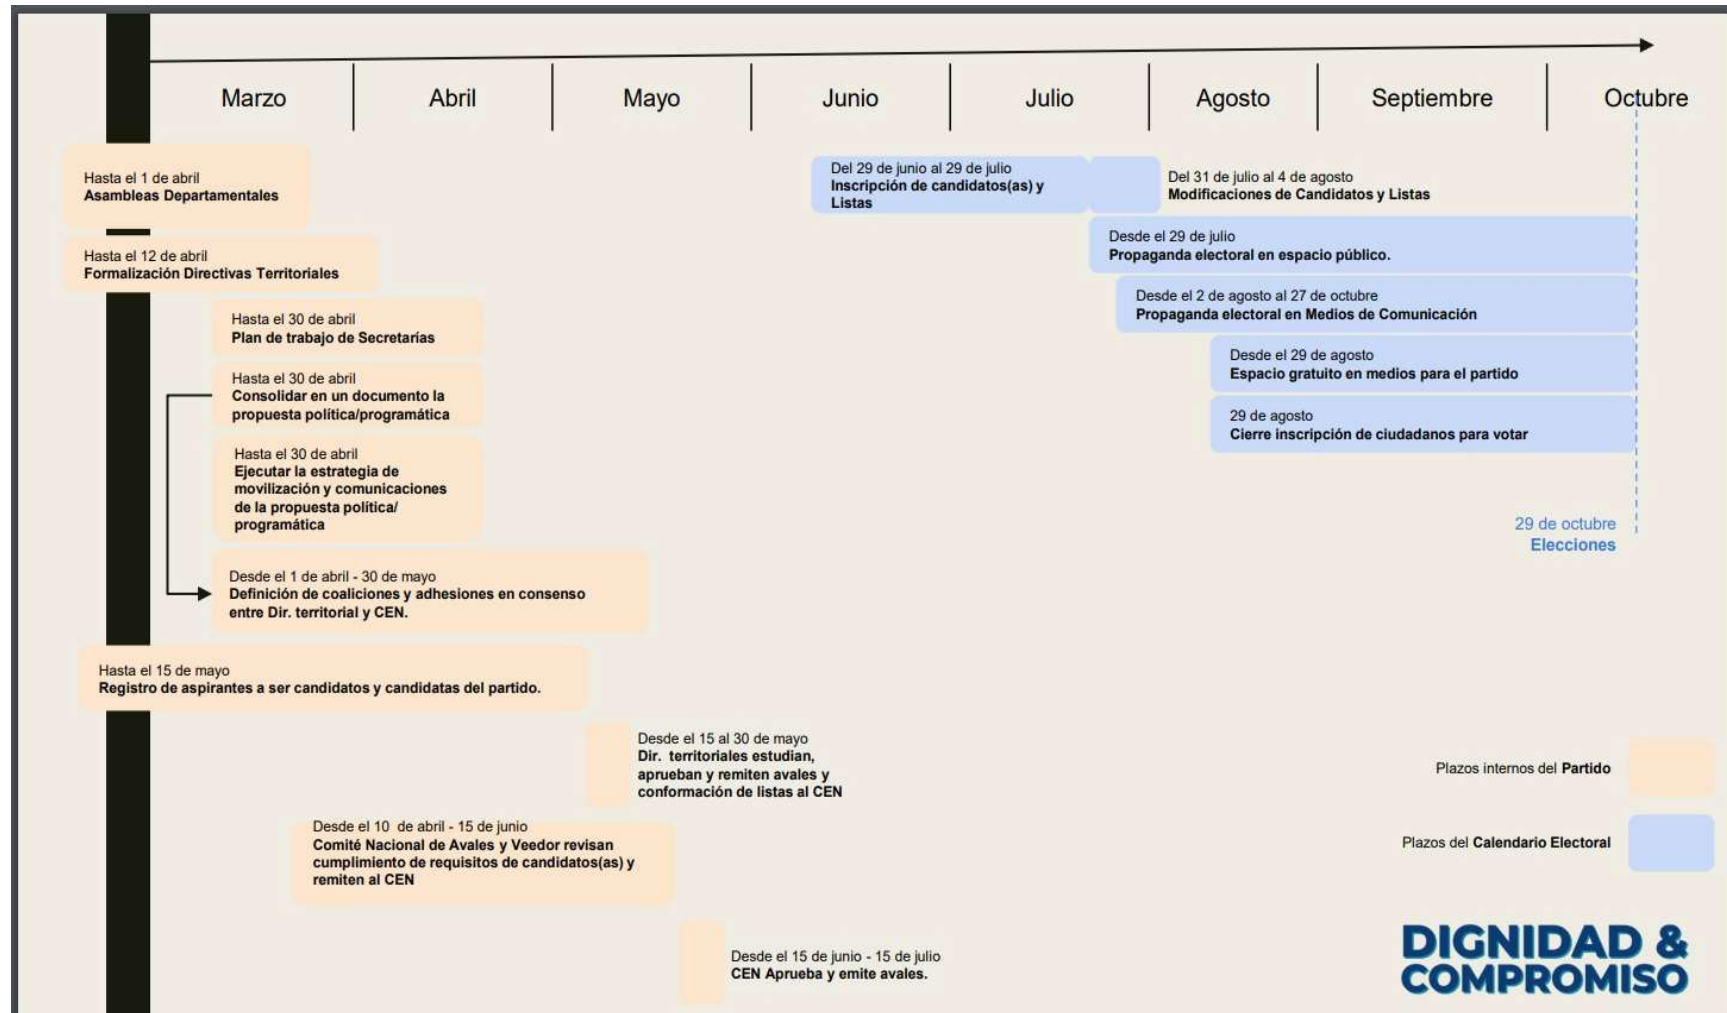 Marzo
Abril
Mayo
Junio
Julio
Agosto
Septiembre
Octubre
Hasta el 1 de abril
Asambleas Departamentales
Hasta el 12 de abril
Formalización Directivas Territoriales
Hasta el 30 de abril
Plan de trabajo de Secretarías
Hasta el 30 de abril
Consolidar en un documento la
propuesta política/programática
Hasta el 30 de abril
Ejecutar la estrategia de
movilización y comunicaciones
de la propuesta política/
programática
Desde el 1 de abril - 30 de mayo
Definición de coaliciones y adhesiones en consenso
entre Dir. territorial y CEN.
Hasta el 15 de mayo
Registro de aspirantes a ser candidatos y candidatas del partido.
Desde el 15 al 30 de mayo
Dir. territoriales estudian,
aprueban y remiten avales y
conformación de listas al CEN
Desde el 10 de abril - 15 de junio
Comité Nacional de Avales y Veedor revisan
cumplimiento de requisitos de candidatos(as) y
remiten al CEN
Desde el 15 de junio - 15 de julio
CEN Aprueba y emite avales.
Del 29 de junio al 29 de julio
Inscripción de candidatos(as) y
Listas
Del 31 de julio al 4 de agosto
Modificaciones de Candidatos y Listas
Desde el 29 de julio
Propaganda electoral en espacio público.
Desde el 2 de agosto al 27 de octubre
Propaganda electoral en Medios de Comunicación
Desde el 29 de agosto
Espacio gratuito en medios para el partido
29 de agosto
Cierre inscripción de ciudadanos para votar
29 de octubre
Elecciones
Plazos internos del Partido
Plazos del Calendario Electoral
DIGNIDAD &
COMPROMISO